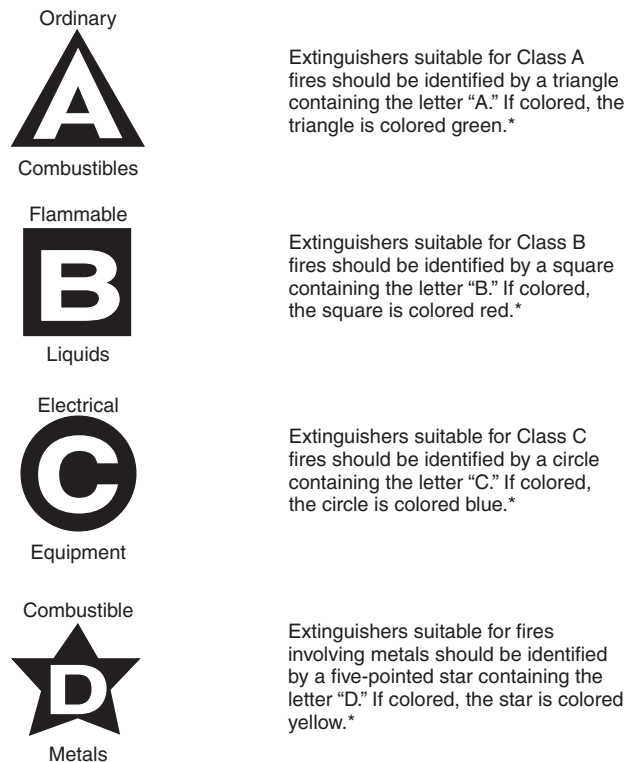 Ordinary
A
Combustibles
Extinguishers suitable for Class A
fires should be identified by a triangle
containing the letter “A.” If colored, the
triangle is colored green.*
Flammable
B
Liquids
Extinguishers suitable for Class B
fires should be identified by a square
containing the letter “B.” If colored,
the square is colored red.*
Electrical
C
Equipment
Extinguishers suitable for Class C
fires should be identified by a circle
containing the letter “C.” If colored,
the circle is colored blue.*
Combustible
D
Metals
Extinguishers suitable for fires
involving metals should be identified
by a five-pointed star containing the
letter “D.” If colored, the star is colored
yellow.*